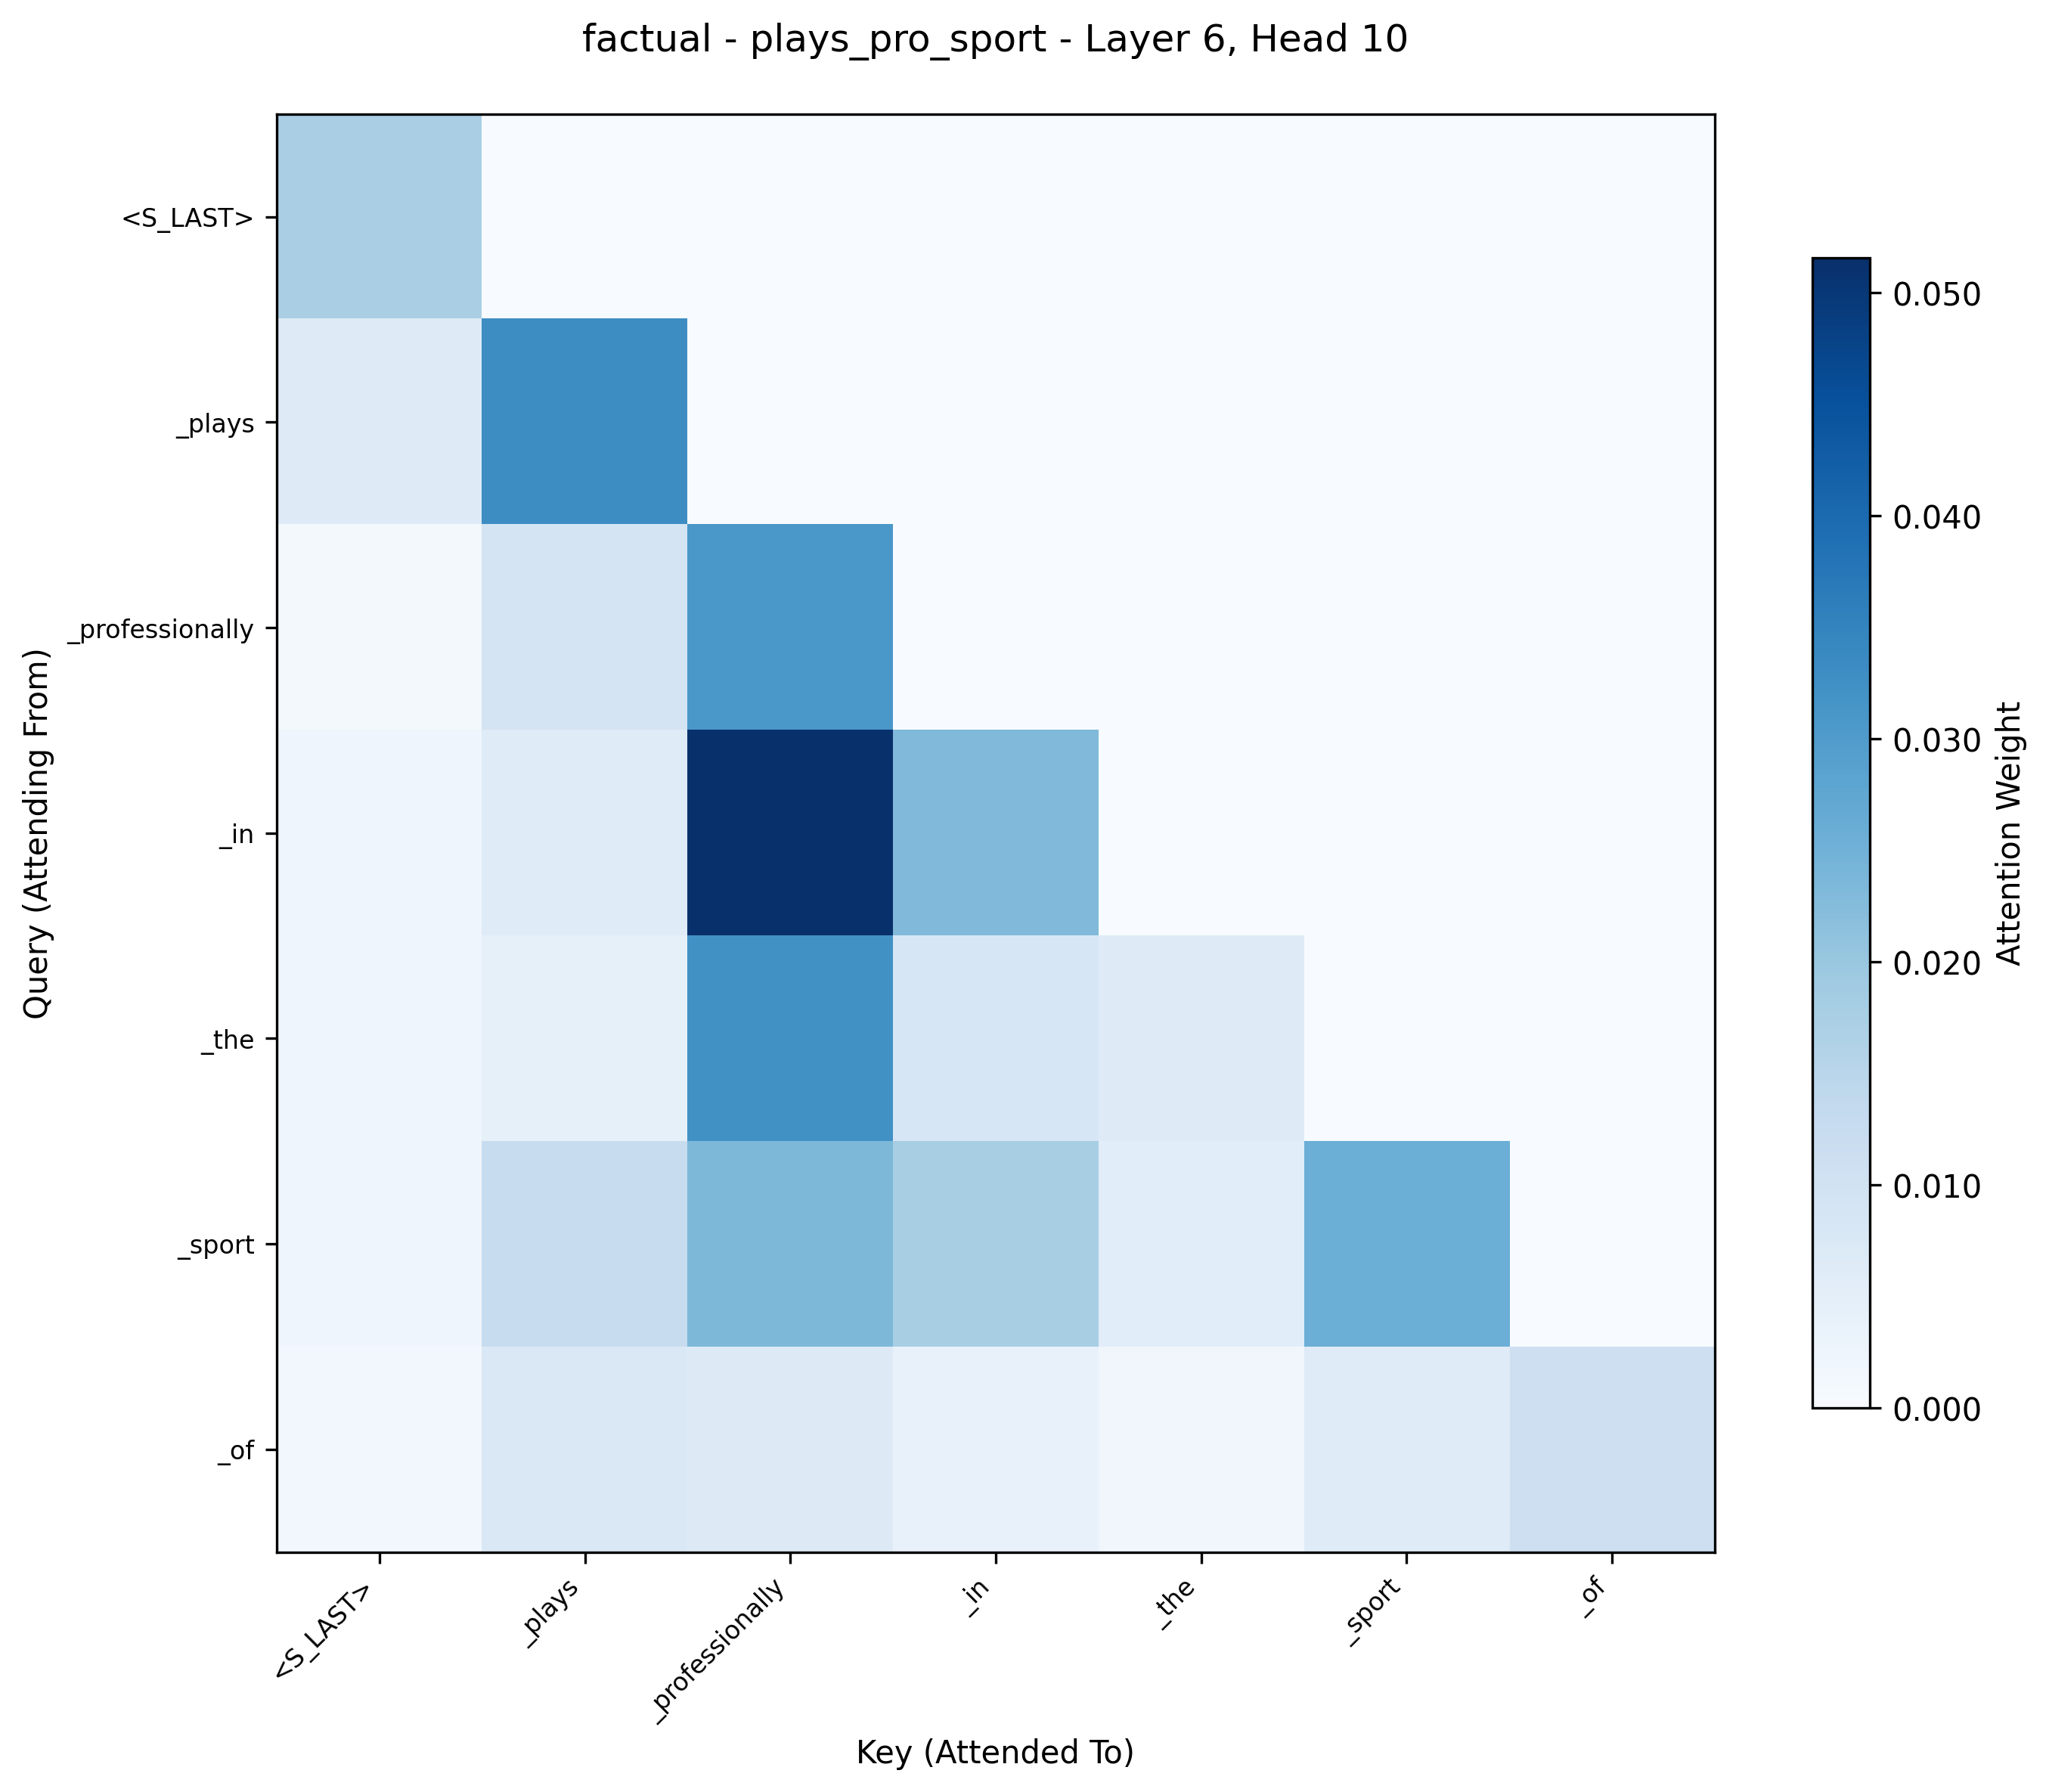 factual - plays_pro_sport - Layer 6, Head 10
Query (Attending From)
<S_LAST>
_plays
_professionally
_in
_the
_sport
_of
<S_LAST>
_plays
_professionally
_in
_the
_sport
_of
Key (Attended To)
0.050
0.040
0.030
0.020
0.010
0.000
Attention Weight